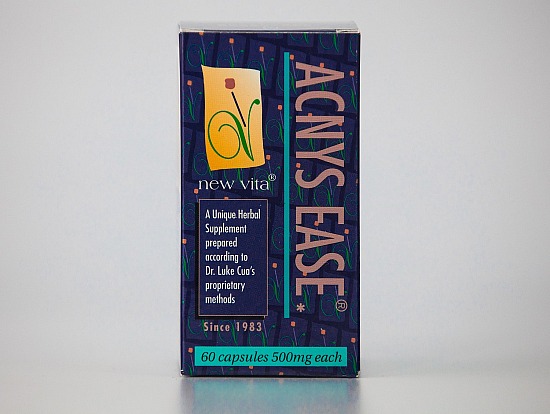 new vita®
A Unique Herbal
Supplement
prepared
according to
Dr. Luke Cua's
proprietary
methods
Since 1983
ACNYS EASE®*
60 capsules 500mg each